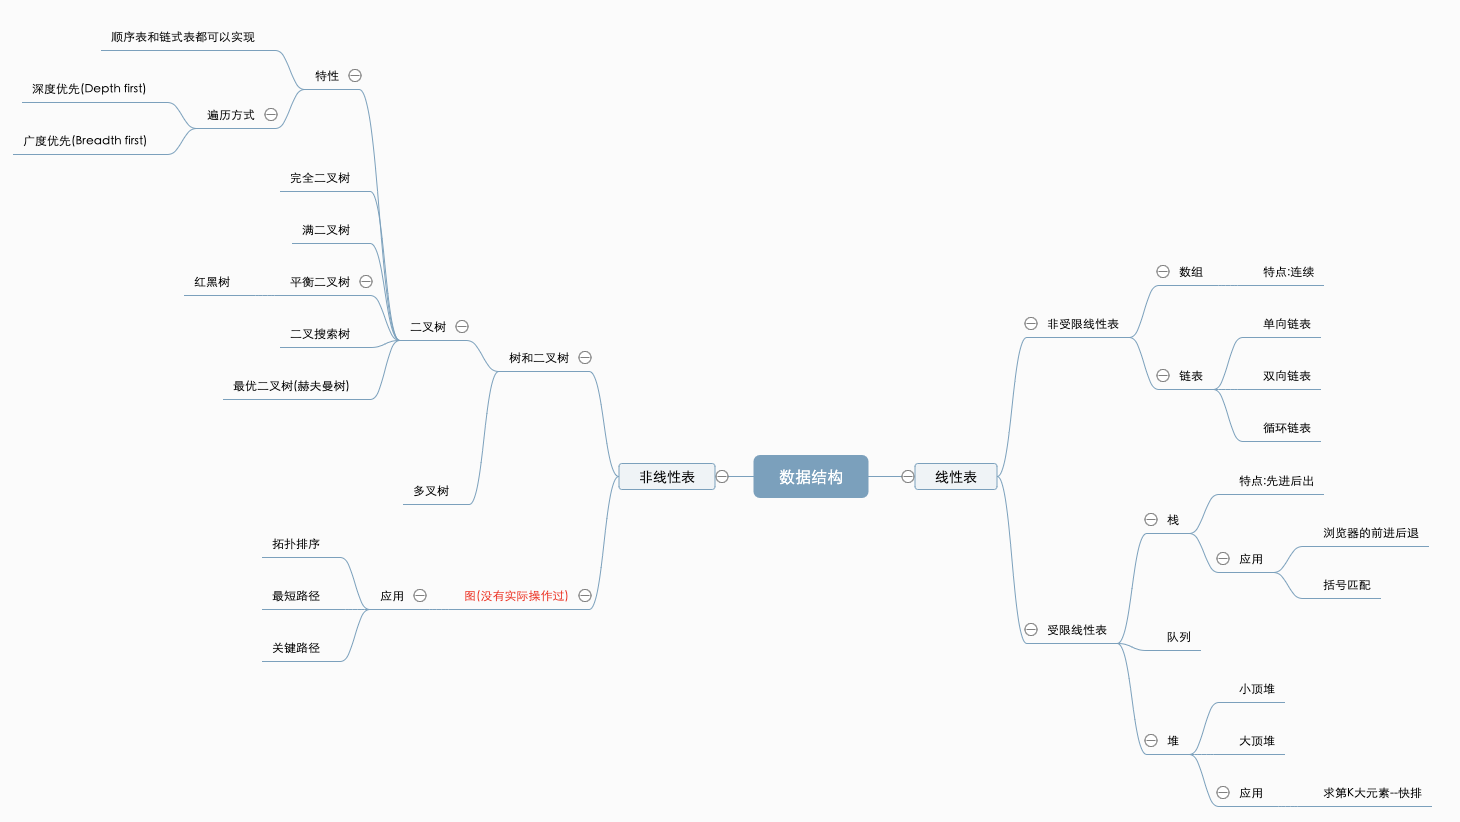 数据结构
非线性表
树和二叉树
二叉树
特性
顺序表和链式表都可以实现
遍历方式
深度优先(Depth first)
广度优先(Breadth first)
完全二叉树
满二叉树
平衡二叉树
红黑树
二叉搜索树
最优二叉树(赫夫曼树)
多叉树
图(没有实际操作过)
应用
拓扑排序
最短路径
关键路径
线性表
非受限线性表
数组
特点:连续
链表
单向链表
双向链表
循环链表
受限线性表
栈
特点:先进后出
应用
浏览器的前进后退
括号匹配
队列
堆
小顶堆
大顶堆
应用
求第K大元素--快排